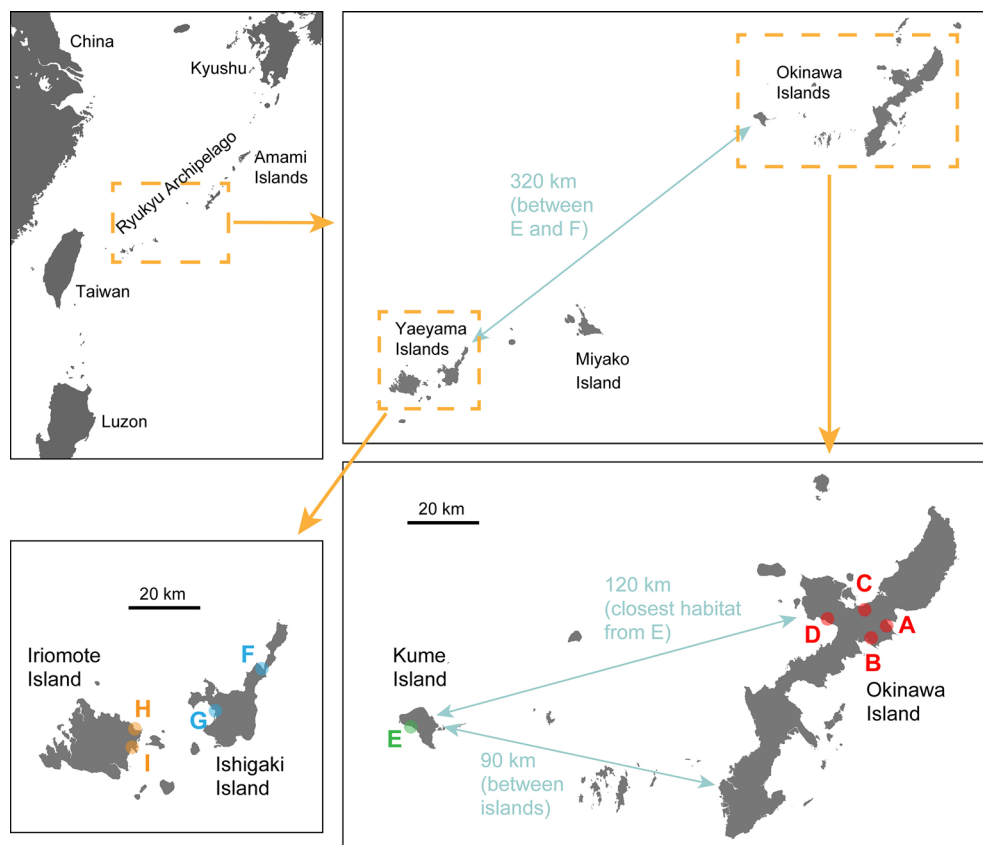 China
Kyushu
Ryukyu Archipelago
Amami
Islands
Taiwan
Luzon
Okinawa
Islands
320 km
(between
E and F)
Yaeyama
Islands
Miyako
Island
20 km
Iriomote
Island
F
H
G
I
Ishigaki
Island
20 km
120 km
(closest habitat
from E)
C
A
D
B
Kume
Island
Okinawa
Island
E
90 km
(between
islands)